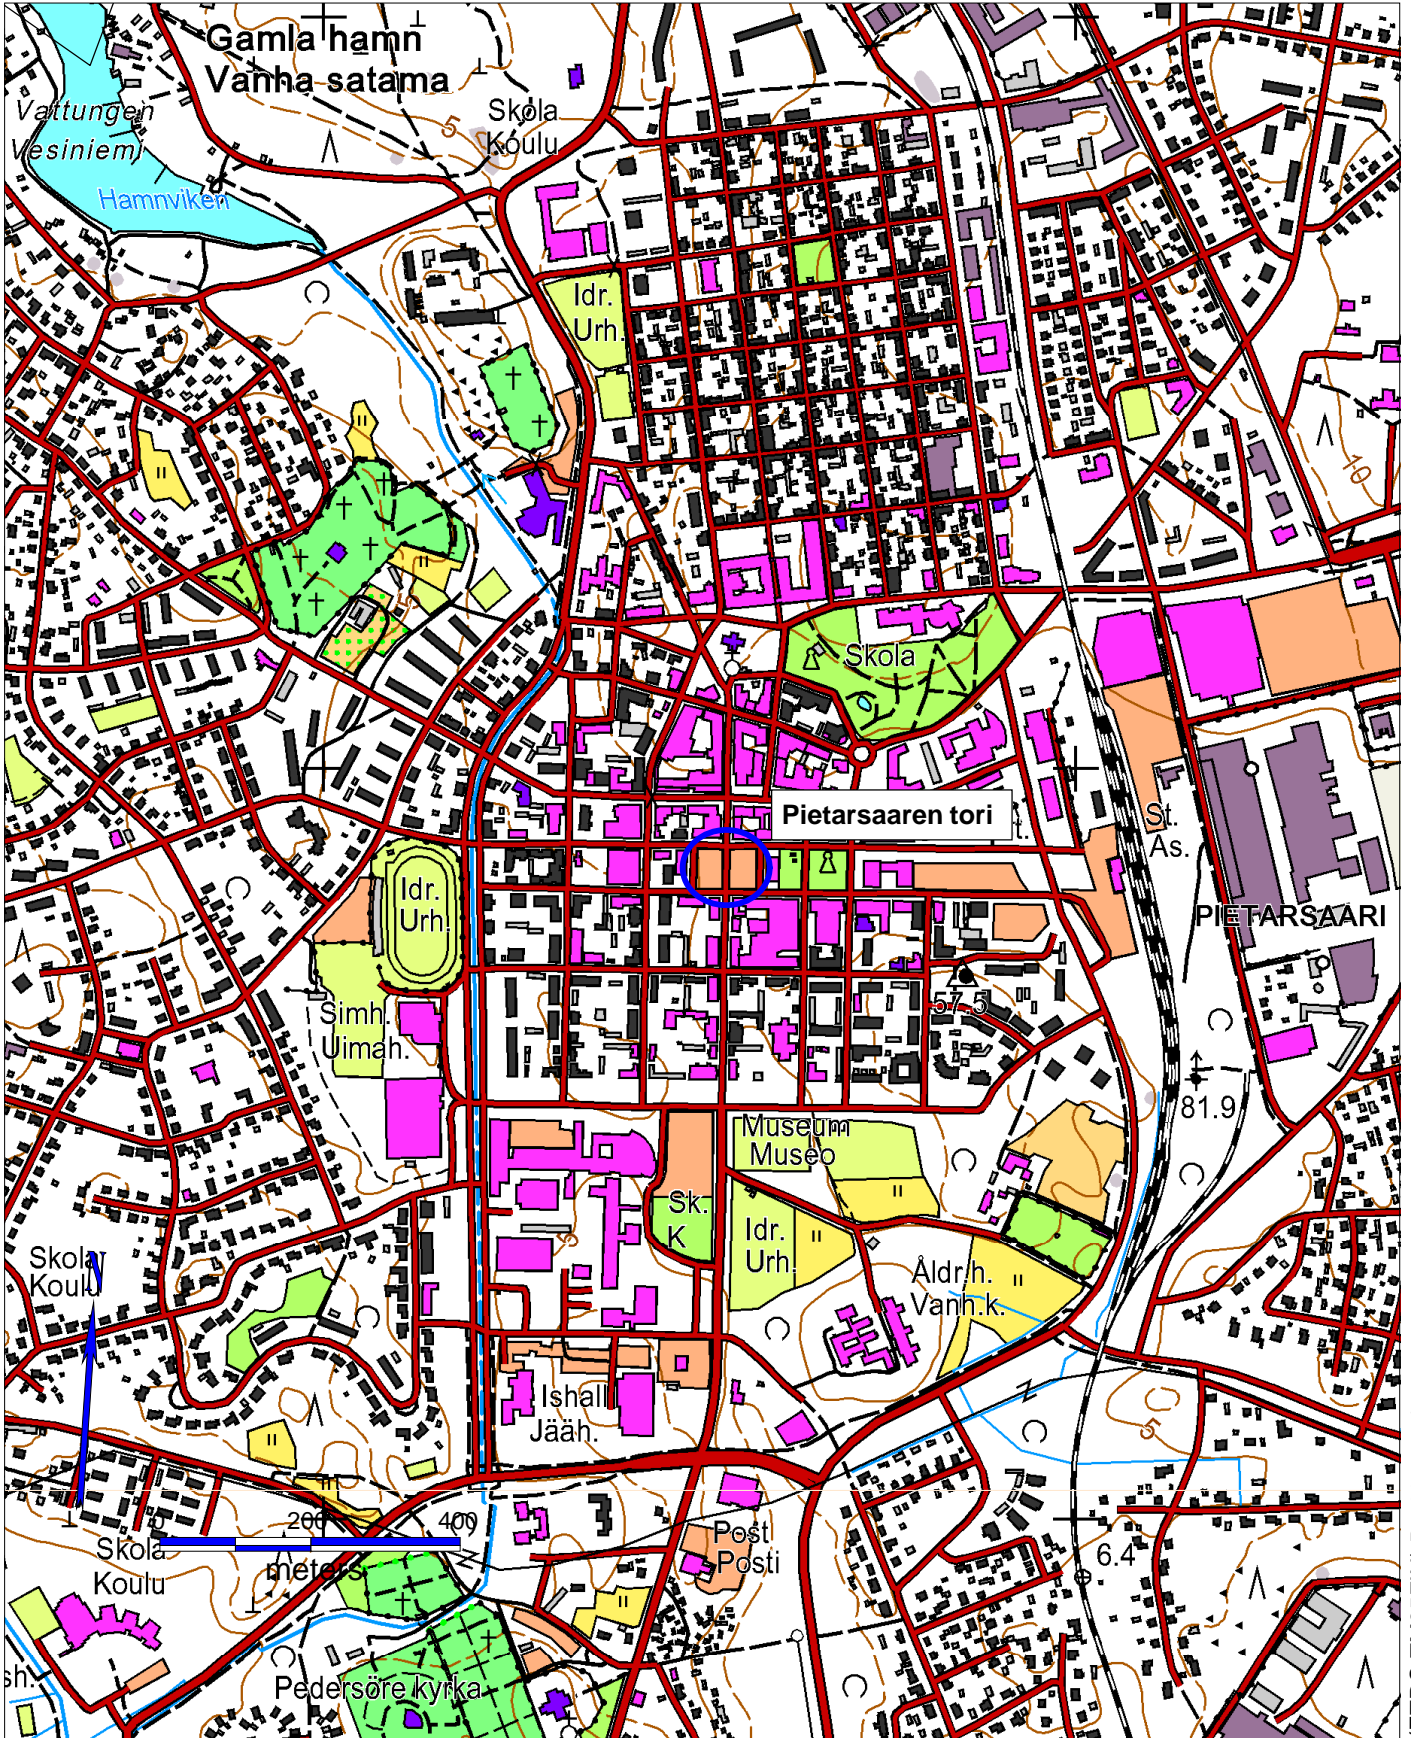 Gamla hamn
Vanha satama
Vattungen
Vesiniemi
Hamnviken
Skola
Koulu
5
Idr.
Urh.
10
Skola
Pietarsaaren tori
t.
St.
As.
PIETARSAARI
Idr.
Urh.
Simh.
Uimah.
57.5
81.9
Museum
Museo
Sk.
K
5
Idr.
Urh.
Åldr.h.
Vanh.k.
Skola
Koulu
Ishall
Jääh.
5
0 200 400
meters
Skola
Koulu
Post
Posti
6.4
sh.
Pedersöre kyrka